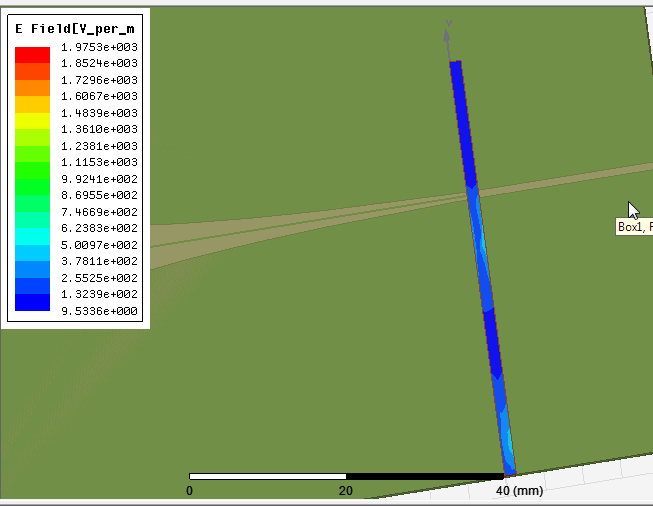 E Field[V_per_m
1.9753e+003
1.8524e+003
1.7296e+003
1.6067e+003
1.4839e+003
1.3610e+003
1.2381e+003
1.1153e+003
9.9241e+002
8.6955e+002
7.4669e+002
6.2383e+002
5.0097e+002
3.7811e+002
2.5525e+002
1.3239e+002
9.5336e+000
Y
Box1, F
0 20 40 (mm)